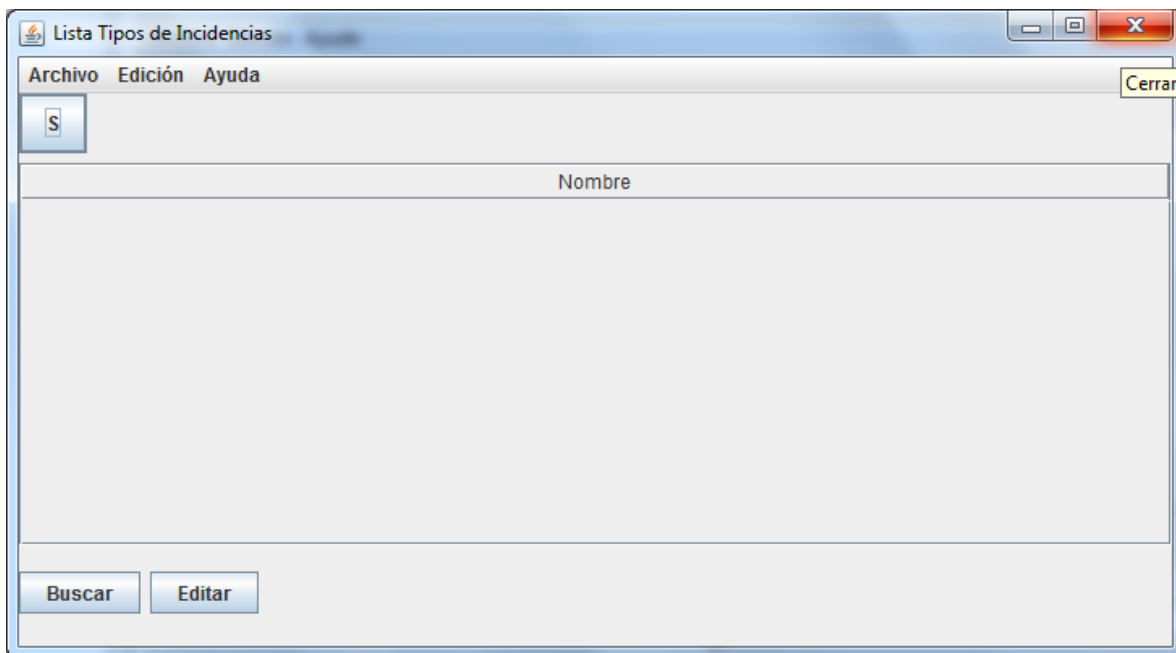 Lista Tipos de Incidencias
Archivo Edición Ayuda
Cerrar
S
Nombre
Buscar Editar